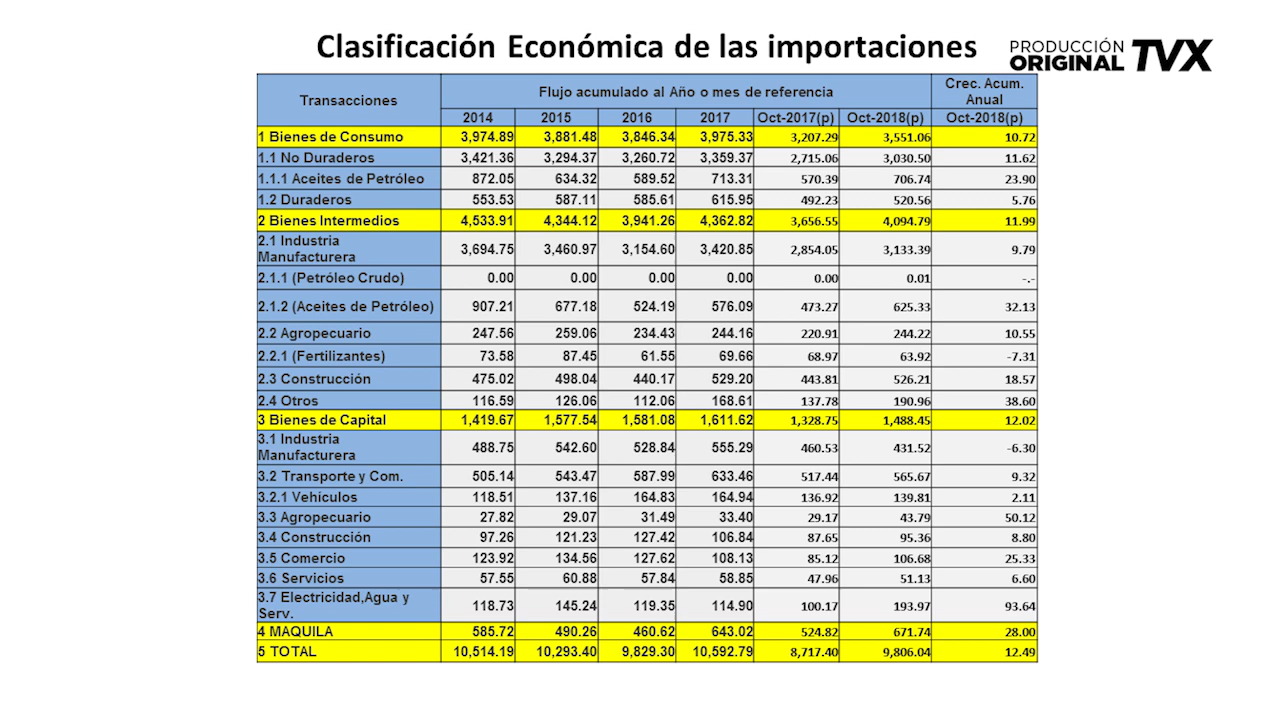 Clasificación Económica de las importaciones
PRODUCCIÓN
ORIGINAL TVX
Transacciones
Flujo acumulado al Año o mes de referencia
Crec. Acum.
Anual
2014 2015 2016 2017 Oct-2017(p) Oct-2018(p) Oct-2018(p)
1 Bienes de Consumo 3,974.89 3,881.48 3,846.34 3,975.33 3,207.29 3,551.06 10.72
1.1 No Duraderos 3,421.36 3,294.37 3,260.72 3,359.37 2,715.06 3,030.50 11.62
1.1.1 Aceites de Petróleo 872.05 634.32 589.52 713.31 570.39 706.74 23.90
1.2 Duraderos 553.53 587.11 585.61 615.95 492.23 520.56 5.76
2 Bienes Intermedios 4,533.91 4,344.12 3,941.26 4,362.82 3,656.55 4,094.79 11.99
2.1 Industria
Manufacturera 3,694.75 3,460.97 3,154.60 3,420.85 2,854.05 3,133.39 9.79
2.1.1 (Petróleo Crudo) 0.00 0.00 0.00 0.00 0.00 0.01 -.-
2.1.2 (Aceites de Petróleo) 907.21 677.18 524.19 576.09 473.27 625.33 32.13
2.2 Agropecuario 247.56 259.06 234.43 244.16 220.91 244.22 10.55
2.2.1 (Fertilizantes) 73.58 87.45 61.55 69.66 68.97 63.92 -7.31
2.3 Construcción 475.02 498.04 440.17 529.20 443.81 526.21 18.57
2.4 Otros 116.59 126.06 112.06 168.61 137.78 190.96 38.60
3 Bienes de Capital 1,419.67 1,577.54 1,581.08 1,611.62 1,328.75 1,488.45 12.02
3.1 Industria
Manufacturera 488.75 542.60 528.84 555.29 460.53 431.52 -6.30
3.2 Transporte y Com. 505.14 543.47 587.99 633.46 517.44 565.67 9.32
3.2.1 Vehículos 118.51 137.16 164.83 164.94 136.92 139.81 2.11
3.3 Agropecuario 27.82 29.07 31.49 33.40 29.17 43.79 50.12
3.4 Construcción 97.26 121.23 127.42 106.84 87.65 95.36 8.80
3.5 Comercio 123.92 134.56 127.62 108.13 85.12 106.68 25.33
3.6 Servicios 57.55 60.88 57.84 58.85 47.96 51.13 6.60
3.7 Electricidad,Agua y
Serv. 118.73 145.24 119.35 114.90 100.17 193.97 93.64
4 MAQUILA 585.72 490.26 460.62 643.02 524.82 671.74 28.00
5 TOTAL 10,514.19 10,293.40 9,829.30 10,592.79 8,717.40 9,806.04 12.49